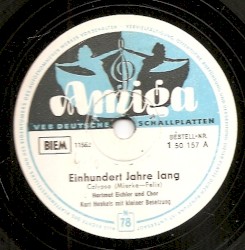 Amiga
VEB DEUTSCHE SCHALLPLATTEN
BESTELL-NR.
BIEM
1 50 157 A
Einhundert Jahre lang
Calypso (Mierke—Felix)
Hartmut Eichler und Chor
Kurt Henkels mit kleiner Besetzung
N
78